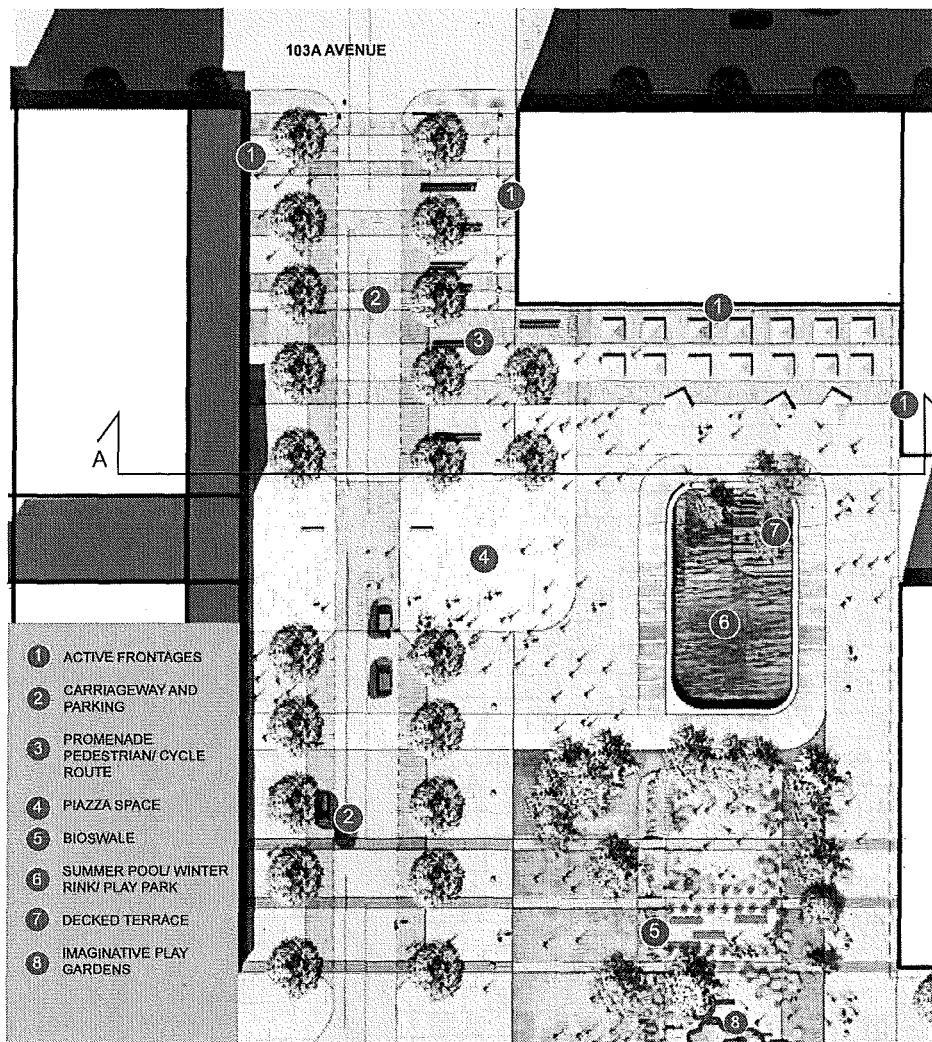 103A AVENUE
1
1
1
2
1
3
1
A
4
7
6
2
5
8
1 ACTIVE FRONTAGES
2 CARRIAGEWAY AND
PARKING
3 PROMENADE
PEDESTRIAN/ CYCLE
ROUTE
4 PIAZZA SPACE
5 BIOSWALE
6 SUMMER POOL/ WINTER
RINK/ PLAY PARK
7 DECKED TERRACE
8 IMAGINATIVE PLAY
GARDENS